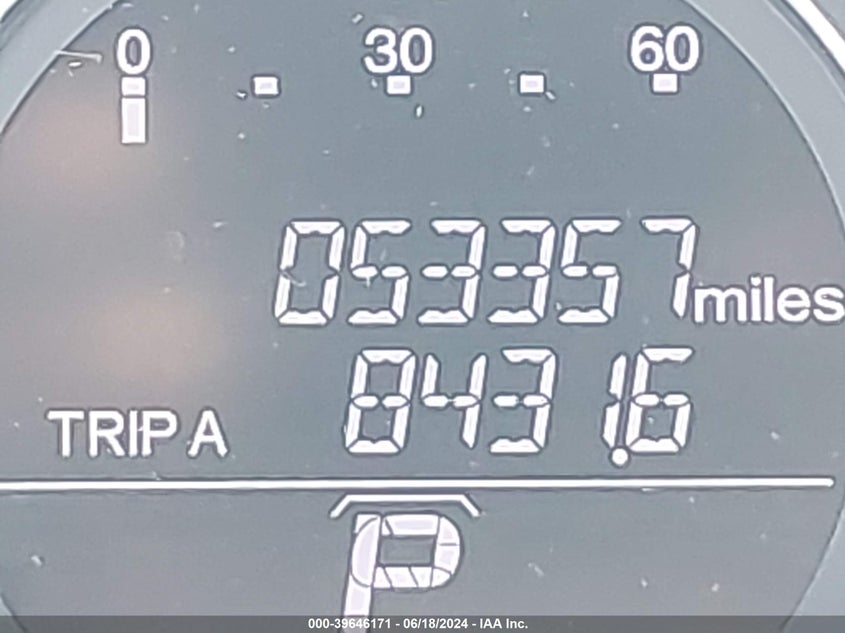 0 30 60
053357 miles
TRIP A 8431.6
P
000-39646171 - 06/18/2024 - IAA Inc.